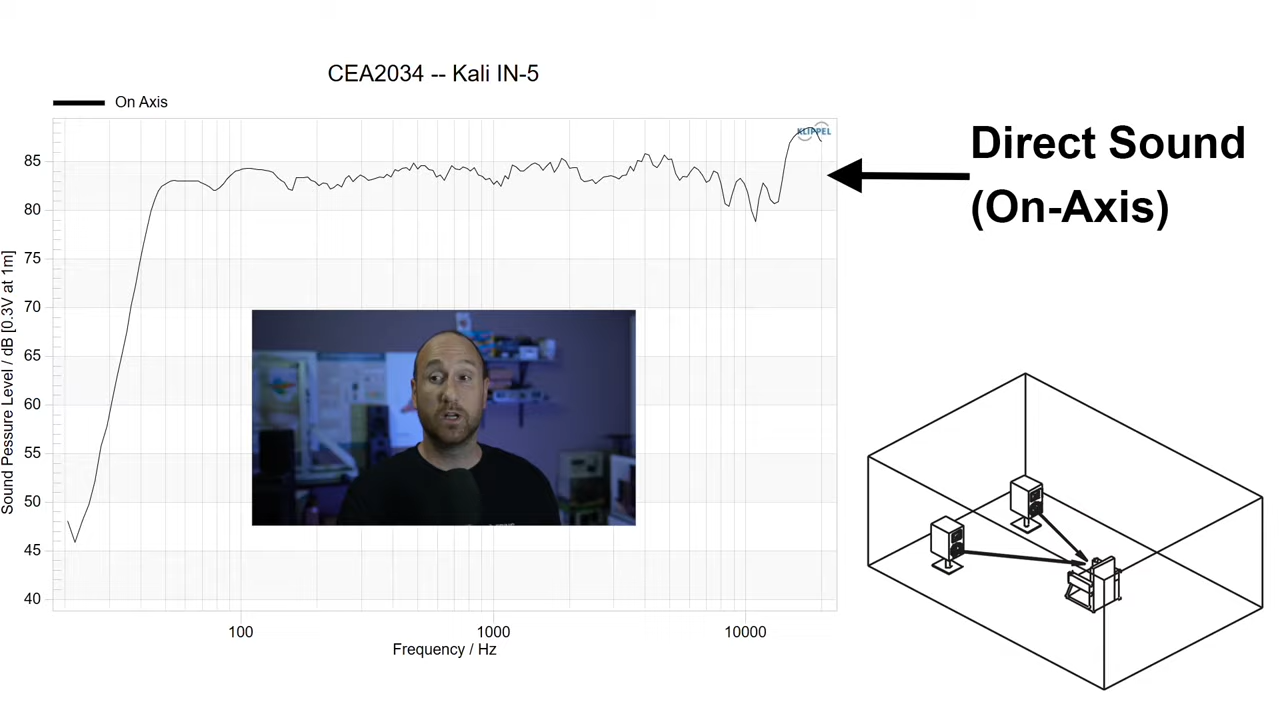 CEA2034 -- Kali IN-5
On Axis
KLIPPEL
Direct Sound
(On-Axis)
85
80
75
70
65
60
55
50
45
40
Sound Pressure Level / dB [0.3V at 1m]
100 1000 10000
Frequency / Hz